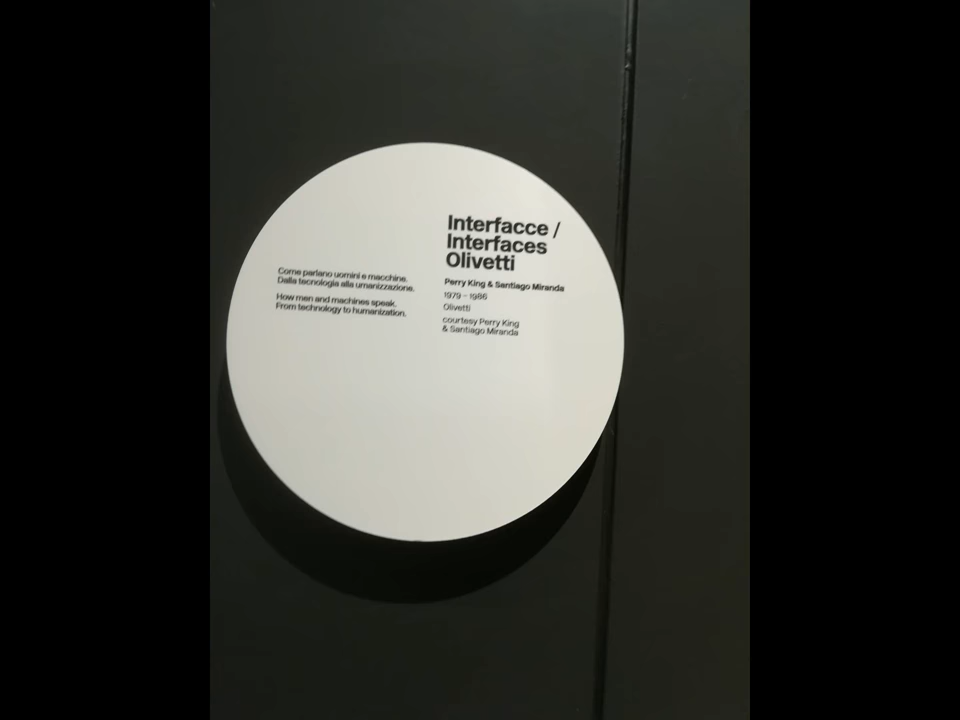 Come parlano uomini e macchine.
Dalla tecnologia alla umanizzazione.
How men and machines speak.
From technology to humanization.
Interfacce /
Interfaces
Olivetti
Perry King & Santiago Miranda
1979 – 1986
Olivetti
courtesy Perry King
& Santiago Miranda